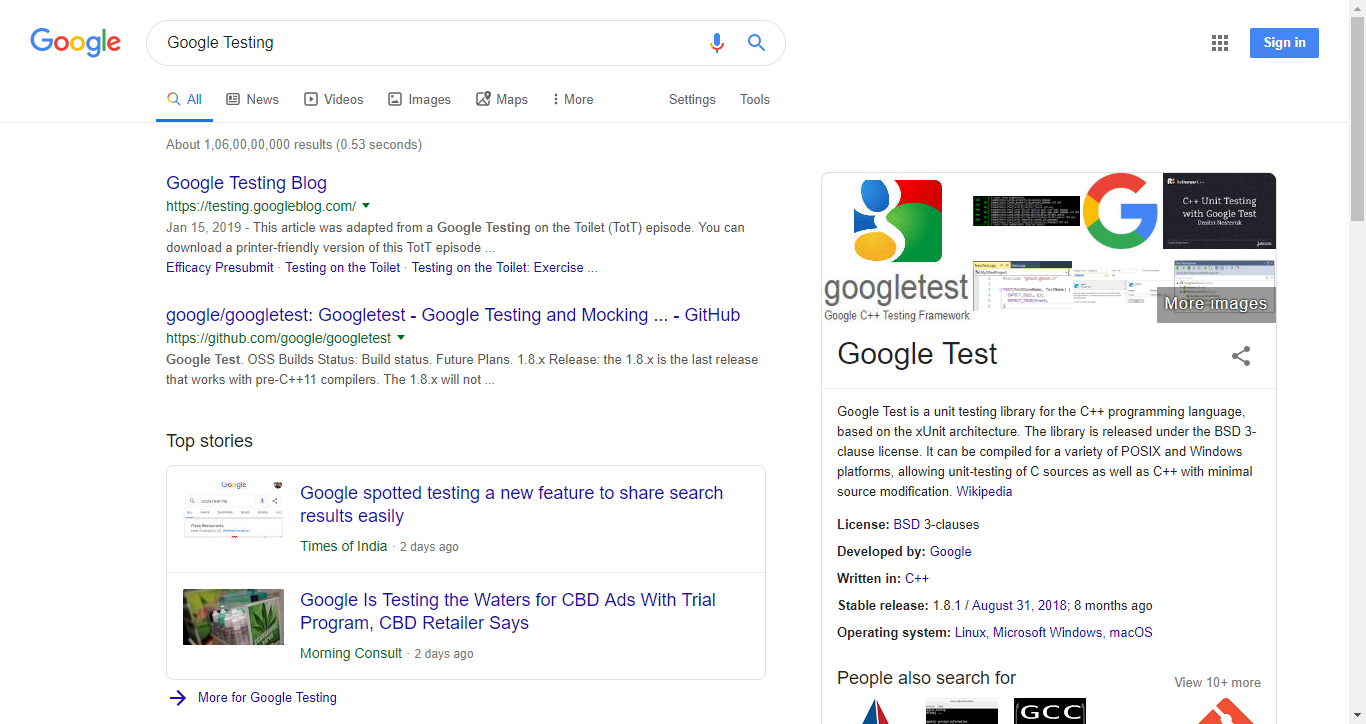 Google
Google Testing
Sign in
All
News
Videos
Images
Maps
More
Settings
Tools
About 1,06,00,00,000 results (0.53 seconds)
Google Testing Blog
https://testing.googleblog.com/
Jan 15, 2019 - This article was adapted from a Google Testing on the Toilet (TotT) episode. You can
download a printer-friendly version of this TotT episode ...
Efficacy Presubmit · Testing on the Toilet · Testing on the Toilet: Exercise ...
google/googletest: Googletest - Google Testing and Mocking ... - GitHub
https://github.com/google/googletest
Google Test. OSS Builds Status: Build status. Future Plans. 1.8.x Release: the 1.8.x is the last release
that works with pre-C++11 compilers. The 1.8.x will not ...
Top stories
Google
Google spotted testing a new feature to share search
results easily
Times of India · 2 days ago
Google Is Testing the Waters for CBD Ads With Trial
Program, CBD Retailer Says
Morning Consult · 2 days ago
More for Google Testing
googletest
Google C++ Testing Framework
ReSharper C++
C++ Unit Testing
with Google Test
Dmitri Nesteruk
More images
Google Test
Google Test is a unit testing library for the C++ programming language,
based on the xUnit architecture. The library is released under the BSD 3-
clause license. It can be compiled for a variety of POSIX and Windows
platforms, allowing unit-testing of C sources as well as C++ with minimal
source modification. Wikipedia
License: BSD 3-clauses
Developed by: Google
Written in: C++
Stable release: 1.8.1 / August 31, 2018; 8 months ago
Operating system: Linux, Microsoft Windows, macOS
People also search for
View 10+ more
GCC